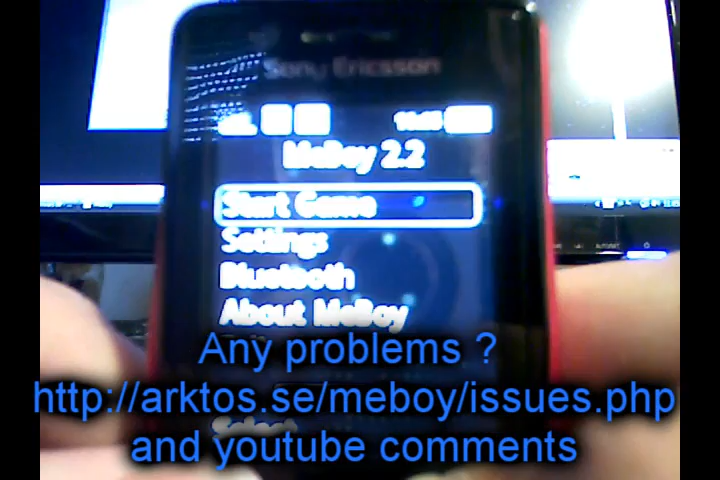 Sony Ericsson
MeBoy 2.2
Start Game
Settings
Bluetooth
About MeBoy
Any problems ?
http://arktos.se/meboy/issues.php
Select
and youtube comments